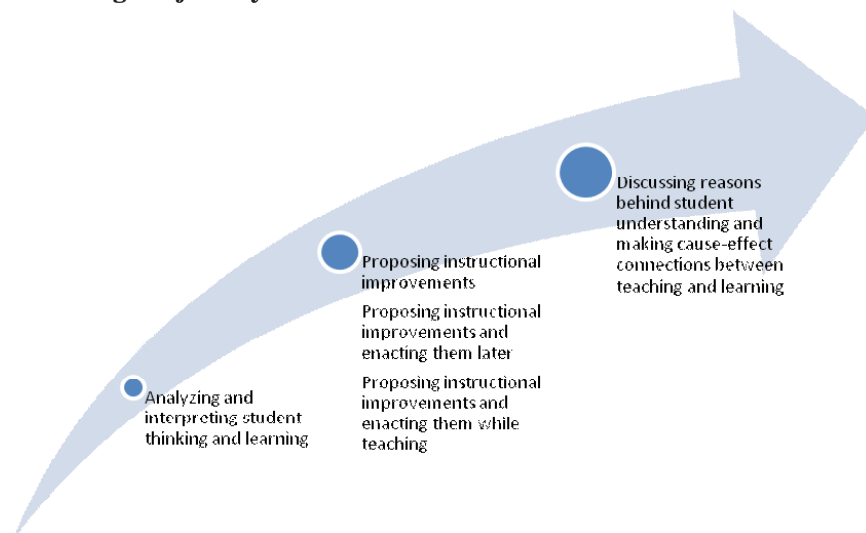 Analyzing and
interpreting student
thinking and learning
Proposing instructional
improvements
Proposing instructional
improvements and
enacting them later
Proposing instructional
improvements and
enacting them while
teaching
Discussing reasons
behind student
understanding and
making cause-effect
connections between
teaching and learning